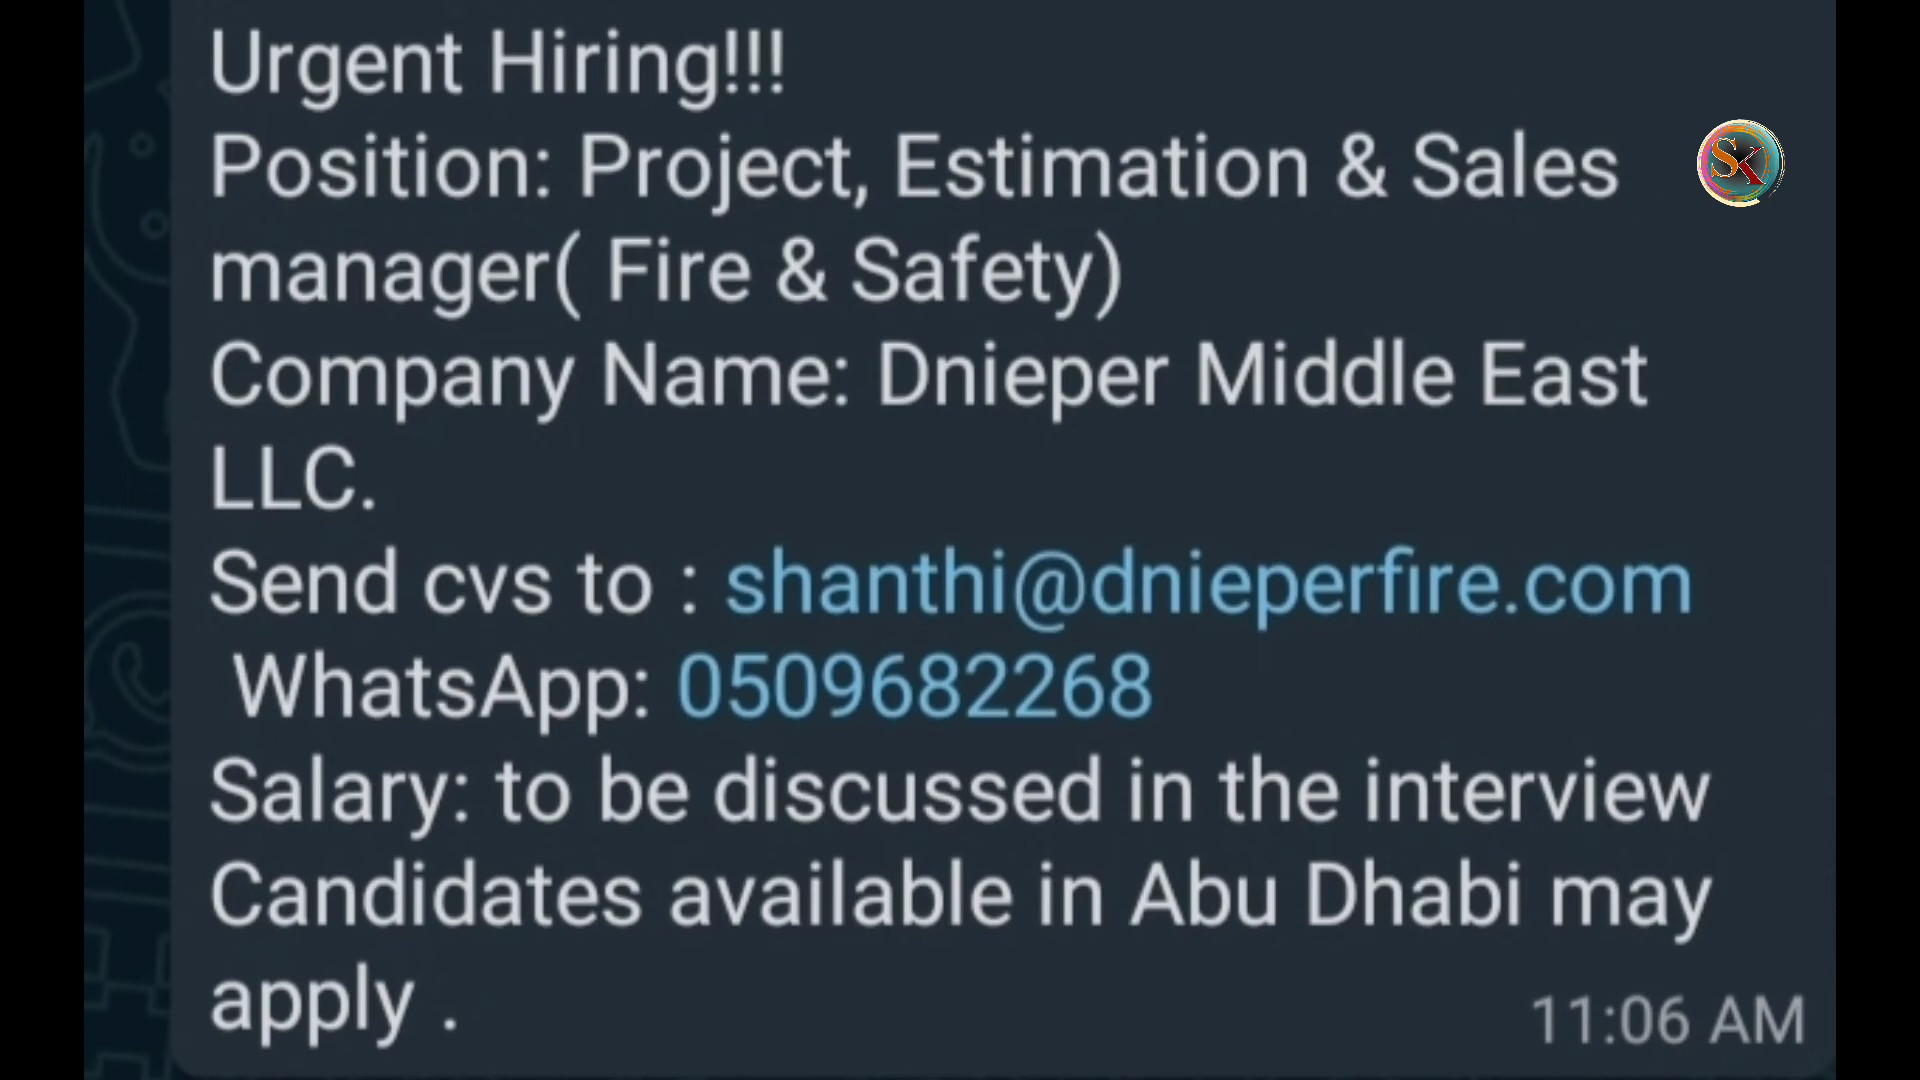 Urgent Hiring!!!
Position: Project, Estimation & Sales
manager( Fire & Safety)
Company Name: Dnieper Middle East
LLC.
Send cvs to : shanthi@dnieperfire.com
WhatsApp: 0509682268
Salary: to be discussed in the interview
Candidates available in Abu Dhabi may
apply .
11:06 AM
SK